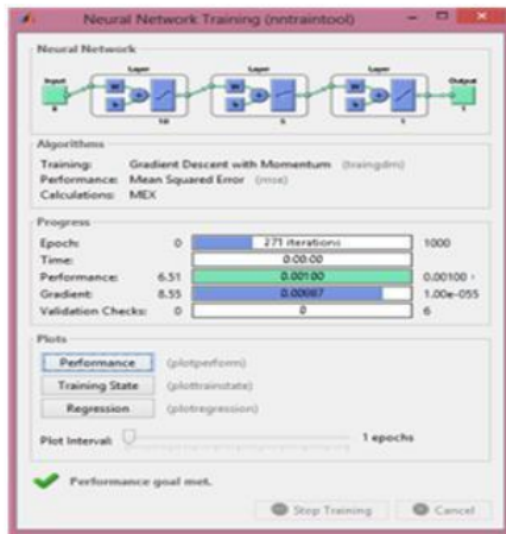 Neural Network Training (nntraintool)
Neural Network
Layer Layer Layer
Input Output
W W W
b b b
10 5 1 1
Algorithms
Training: Gradient Descent with Momentum (traingdm)
Performance: Mean Squared Error (mse)
Calculations: MEX
Progress
Epoch: 0 271 iterations 1000
Time: 0:00:00
Performance: 6.51 0.00100 0.00100
Gradient: 8.55 0.00987 1.00e-055
Validation Checks: 0 0 6
Plots
Performance (plotperform)
Training State (plottrainstate)
Regression (plotregression)
Plot Interval: 1 epochs
Performance goal met.
Stop Training Cancel